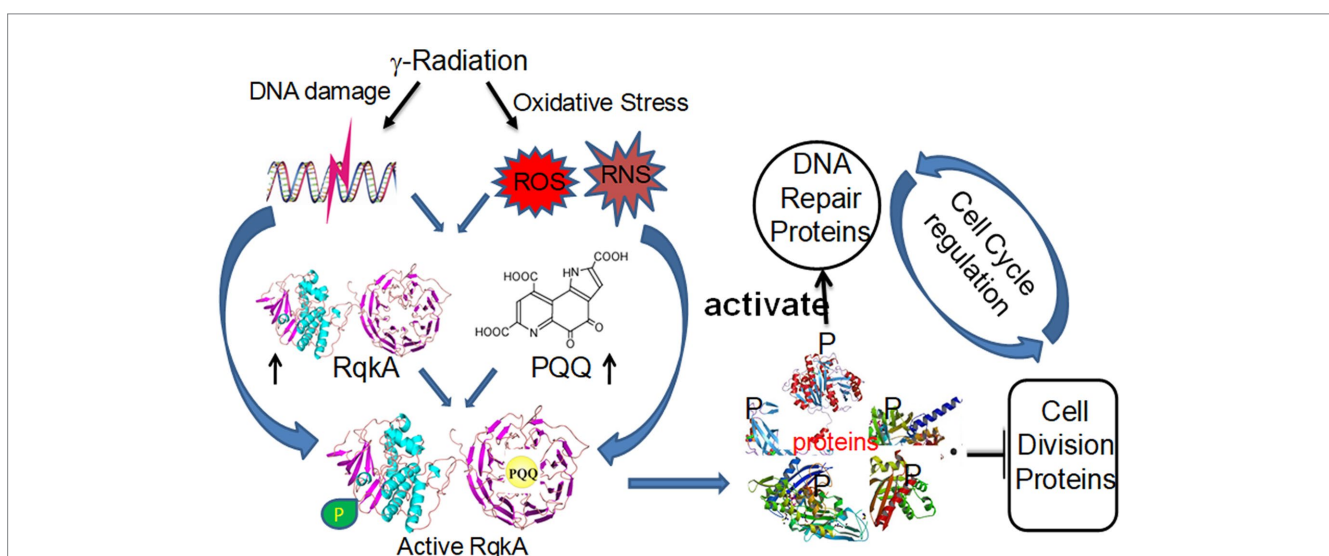 γ-Radiation
DNA damage
Oxidative Stress
ROS
RNS
HOOC
HOOC
HN
COOH
N
O
O
RqkA
PQQ
P
PQQ
Active RqkA
activate
DNA
Repair
Proteins
Cell Cycle
regulation
P
P
P
proteins
P
P
Cell
Division
Proteins